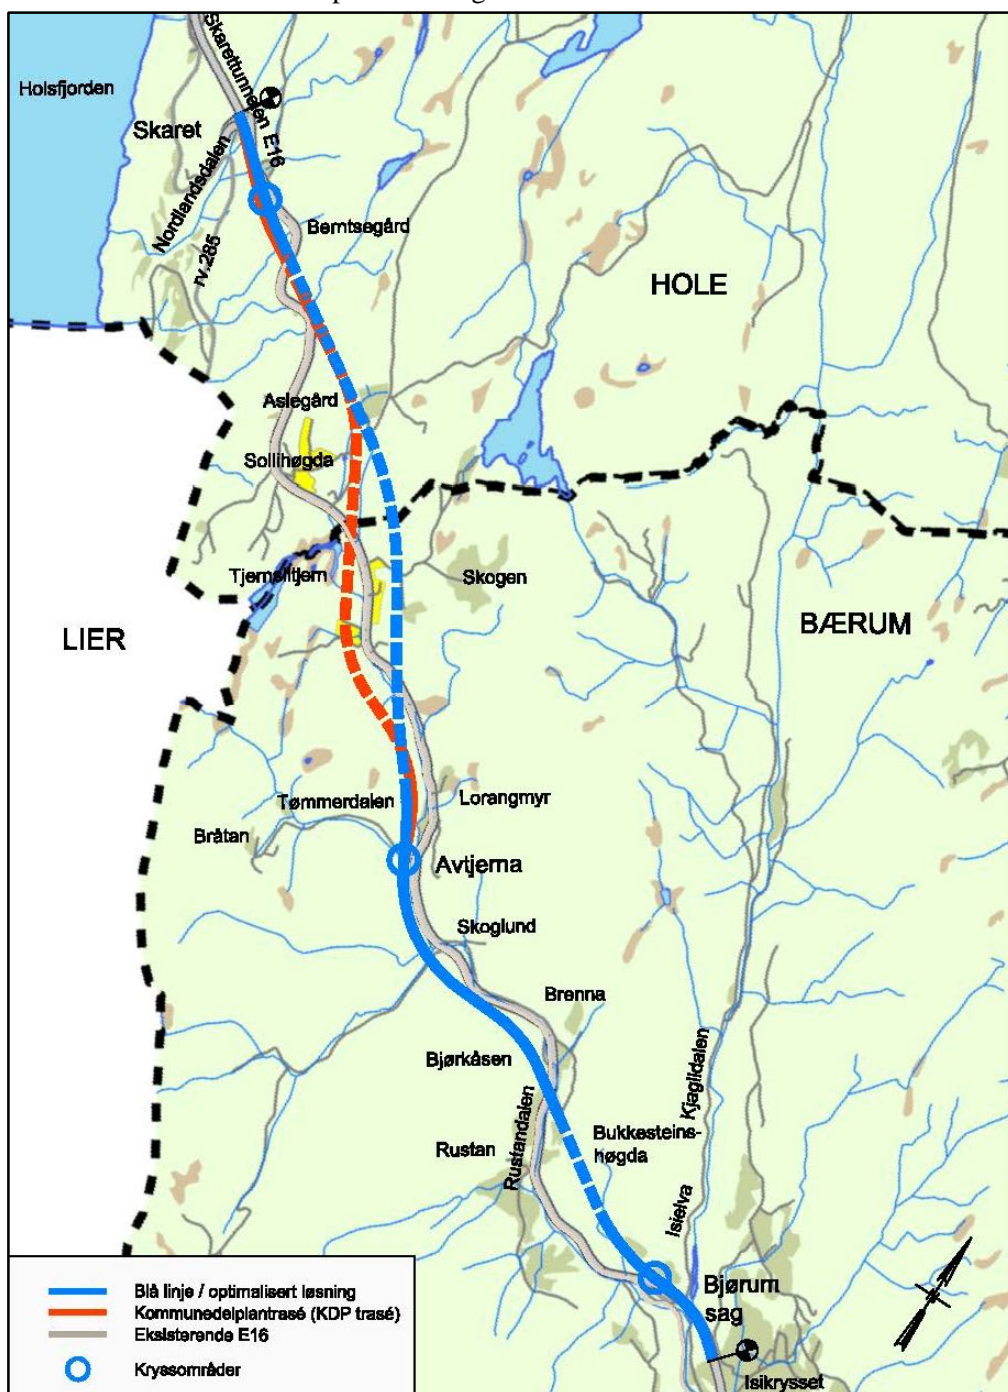 Holsfjorden
Skarettunnelen E16
Skaret
Nordlandsdalen
rv.285
Berntsegård
HOLE
Aslegård
Sollihøgda
Skogen
LIER
BÆRUM
Tømmerdalen
Lorangmyr
Bråtan
Avtjerna
Skoglund
Brenna
Bjørkåsen
Kjaglidalen
Bukkesteins-
høgda
Rustan
Rustandalen
Isielva
Bjørum
sag
Isikrysset
Blå linje / optimalisert løsning
Kommunedelplantrasé (KDP trasé)
Eksisterende E16
Kryssområder